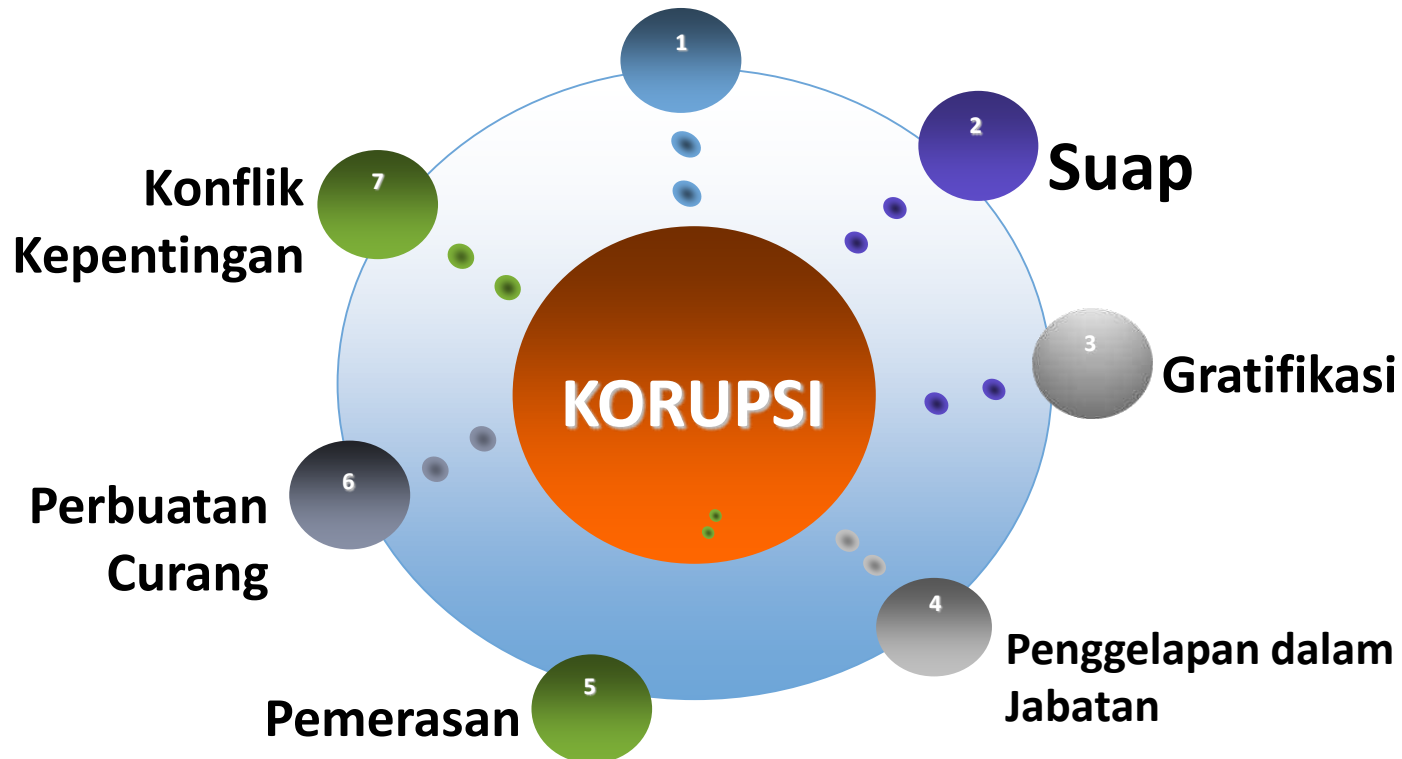 1
2
Suap
3
Gratifikasi
4
Penggelapan dalam
Jabatan
5
Pemerasan
6
Perbuatan
Curang
7
Konflik
Kepentingan
KORUPSI